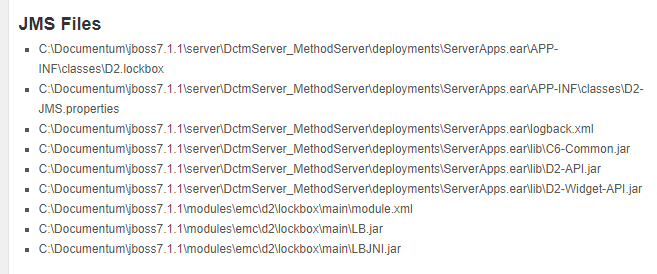 JMS Files
C:\Documentum\jboss7.1.1\server\DctmServer_MethodServer\deployments\ServerApps.ear\APP-
INF\classes\D2.lockbox
C:\Documentum\jboss7.1.1\server\DctmServer_MethodServer\deployments\ServerApps.ear\APP-INF\classes\D2-
JMS.properties
C:\Documentum\jboss7.1.1\server\DctmServer_MethodServer\deployments\ServerApps.ear\logback.xml
C:\Documentum\jboss7.1.1\server\DctmServer_MethodServer\deployments\ServerApps.ear\lib\C6-Common.jar
C:\Documentum\jboss7.1.1\server\DctmServer_MethodServer\deployments\ServerApps.ear\lib\D2-API.jar
C:\Documentum\jboss7.1.1\server\DctmServer_MethodServer\deployments\ServerApps.ear\lib\D2-Widget-API.jar
C:\Documentum\jboss7.1.1\modules\emc\d2\lockbox\main\module.xml
C:\Documentum\jboss7.1.1\modules\emc\d2\lockbox\main\LB.jar
C:\Documentum\jboss7.1.1\modules\emc\d2\lockbox\main\LBJNI.jar